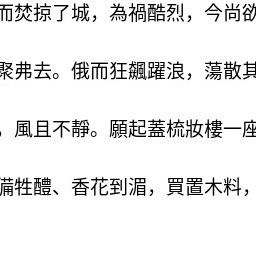 而焚掠了城，為禍酷烈，今尚欲
聚弗去。俄而狂飆躍浪，蕩散其
，風且不靜。願起蓋梳妝樓一座
備牲醴、香花到湄，買置木料，